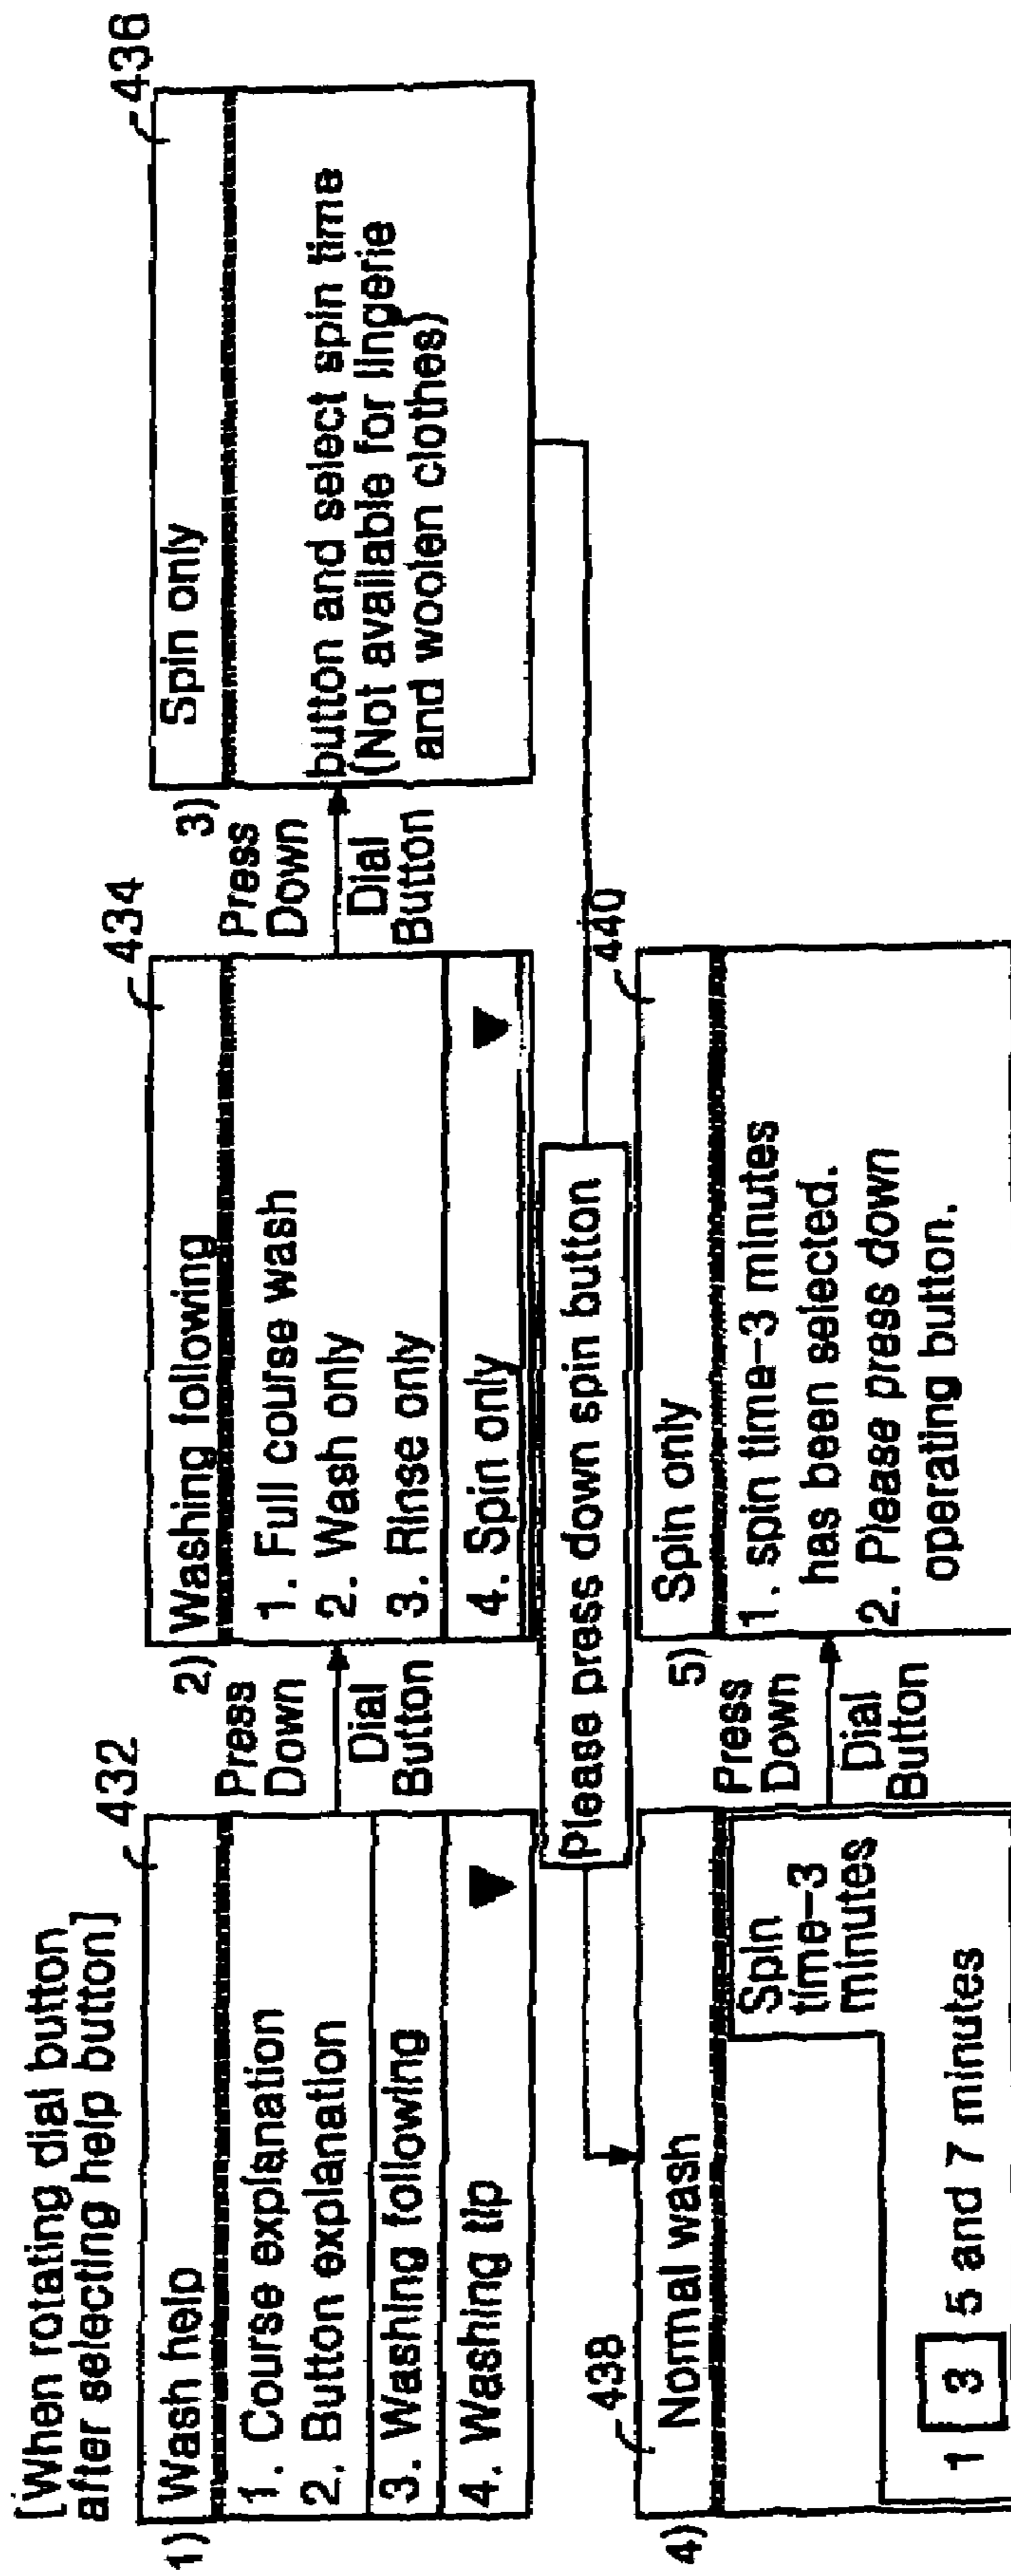 [When rotating dial button
after selecting help button]
1)
432
Wash help
1. Course explanation
2. Button explanation
3. Washing following
4. Washing tip
▼
Press
Down
Dial
Button
2)
434
Washing following
1. Full course wash
2. Wash only
3. Rinse only
4. Spin only
▼
Press
Down
Dial
Button
3)
436
Spin only
button and select spin time
(Not available for lingerie
and woolen clothes)
Please press down spin button
4)
438
Normal wash
Spin
time-3
minutes
1 3 5 and 7 minutes
Press
Down
Dial
Button
5)
440
Spin only
1. spin time-3 minutes
has been selected.
2. Please press down
operating button.